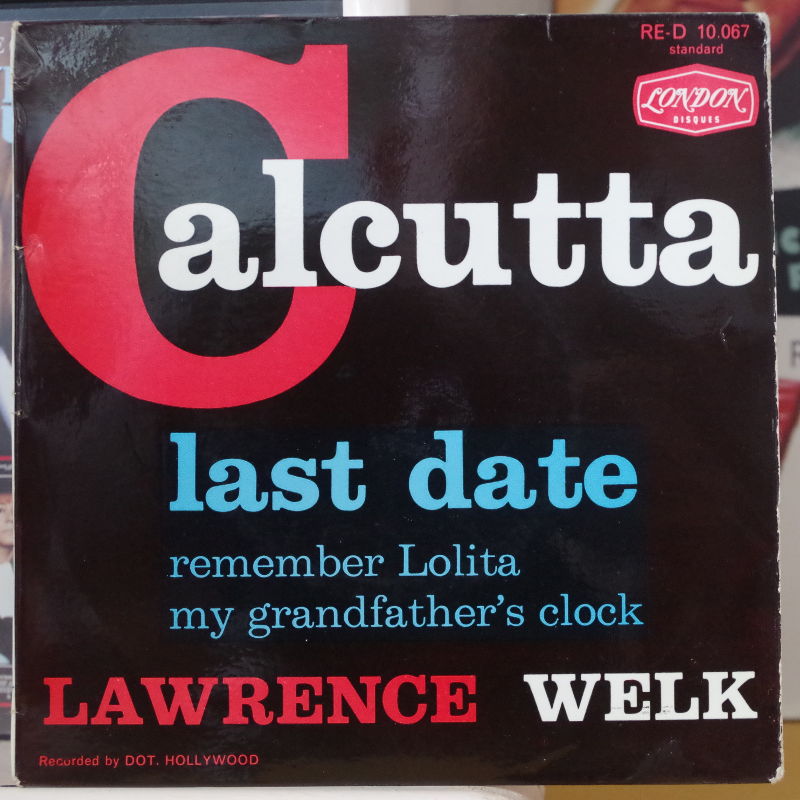 RE-D 10.067
standard
LONDON
DISQUES
Calcutta
last date
remember Lolita
my grandfather's clock
LAWRENCE WELK
Recorded by DOT. HOLLYWOOD